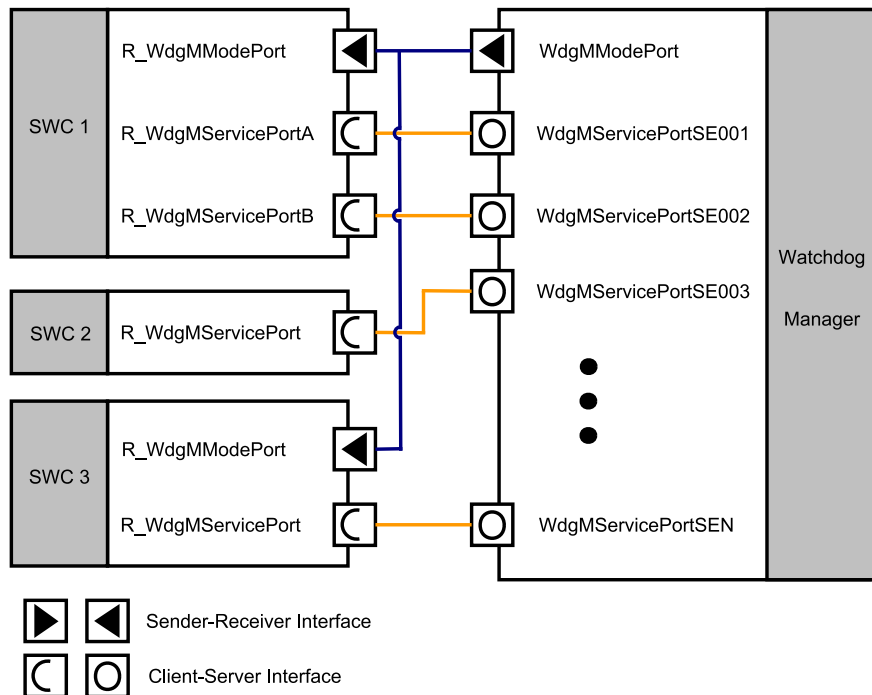 SWC 1
R_WdgMModePort
R_WdgMServicePortA
R_WdgMServicePortB
SWC 2
R_WdgMServicePort
SWC 3
R_WdgMModePort
R_WdgMServicePort
WdgMModePort
WdgMServicePortSE001
WdgMServicePortSE002
WdgMServicePortSE003
WdgMServicePortSEN
Watchdog
Manager
Sender-Receiver Interface
Client-Server Interface